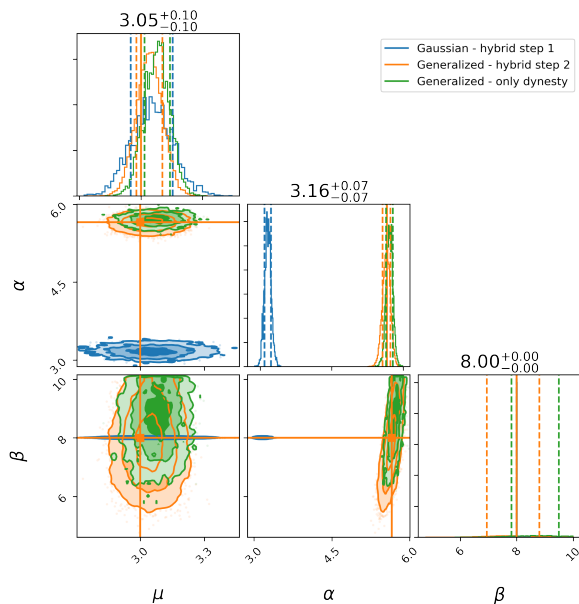 3.05+0.10−0.10
Gaussian - hybrid step 1
Generalized - hybrid step 2
Generalized - only dynesty
3.16+0.07−0.07
α
6.0
4.5
3.0
8.00+0.00−0.00
β
10
8
6
3.0 3.3
3.0 4.5 6.0
6 8 10
μ α β